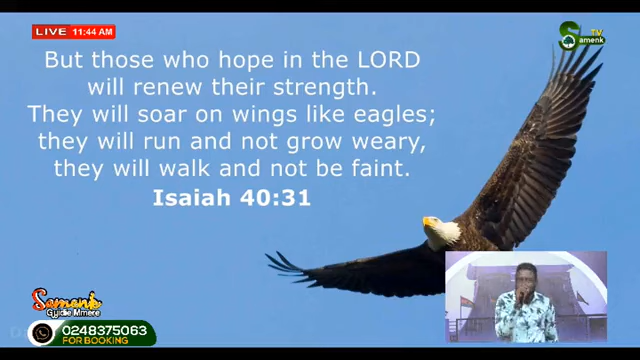 LIVE 11:44 AM
S TV
amenk
But those who hope in the LORD
will renew their strength.
They will soar on wings like eagles;
they will run and not grow weary,
they will walk and not be faint.
Isaiah 40:31
Samenk
Gyidie Mmere
0248375063
FOR BOOKING